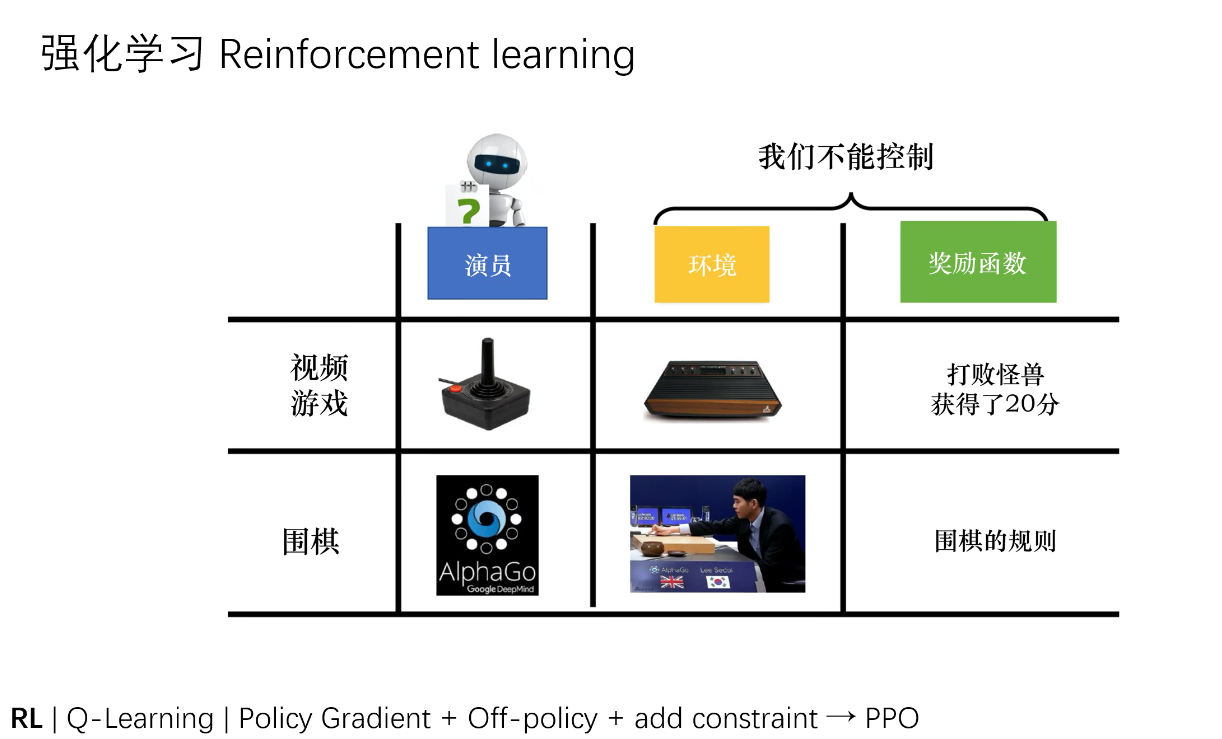 强化学习 Reinforcement learning
我们不能控制
?
演员
环境
奖励函数
视频
游戏
打败怪兽
获得了20分
围棋
AlphaGo
Google DeepMind
AlphaGo Lee Sedol
围棋的规则
RL | Q-Learning | Policy Gradient + Off-policy + add constraint → PPO